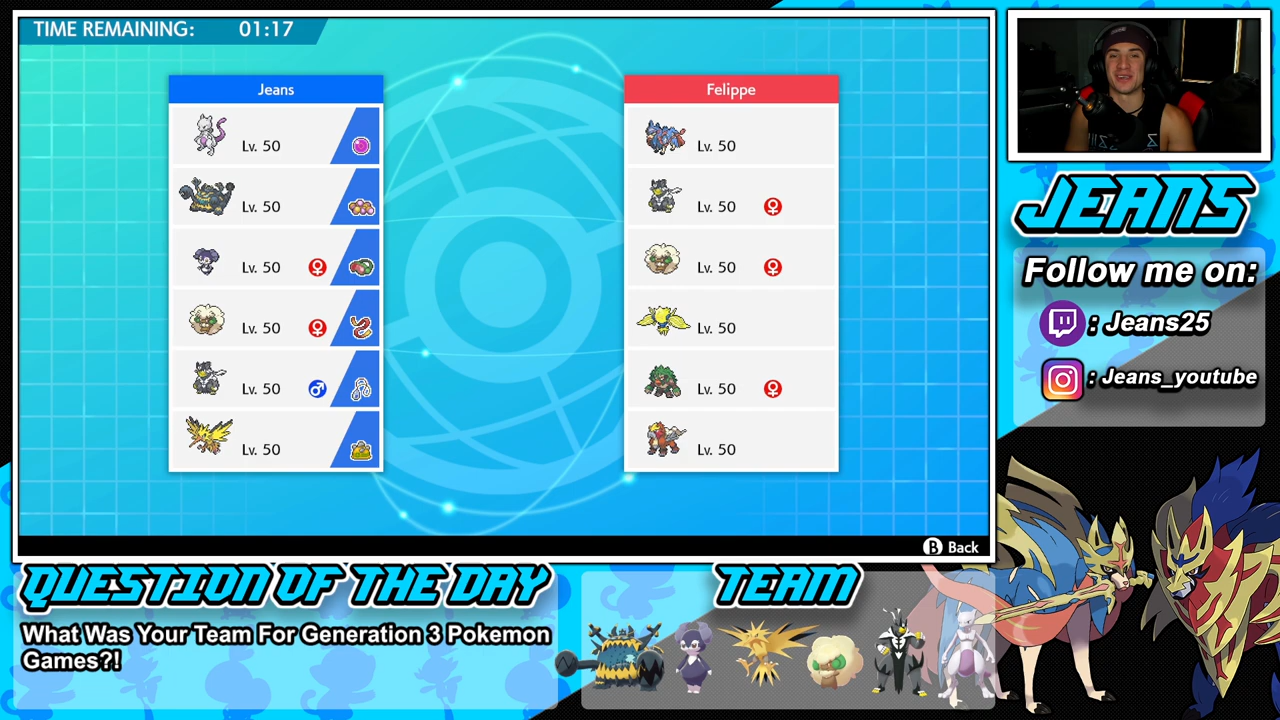 TIME REMAINING: 01:17
Jeans
Lv. 50
Lv. 50
Lv. 50
Lv. 50
Lv. 50
Lv. 50
Felippe
Lv. 50
Lv. 50
Lv. 50
Lv. 50
Lv. 50
Lv. 50
B Back
JEANS
Follow me on:
: Jeans25
: Jeans_youtube
QUESTION OF THE DAY
What Was Your Team For Generation 3 Pokemon
Games?!
TEAM